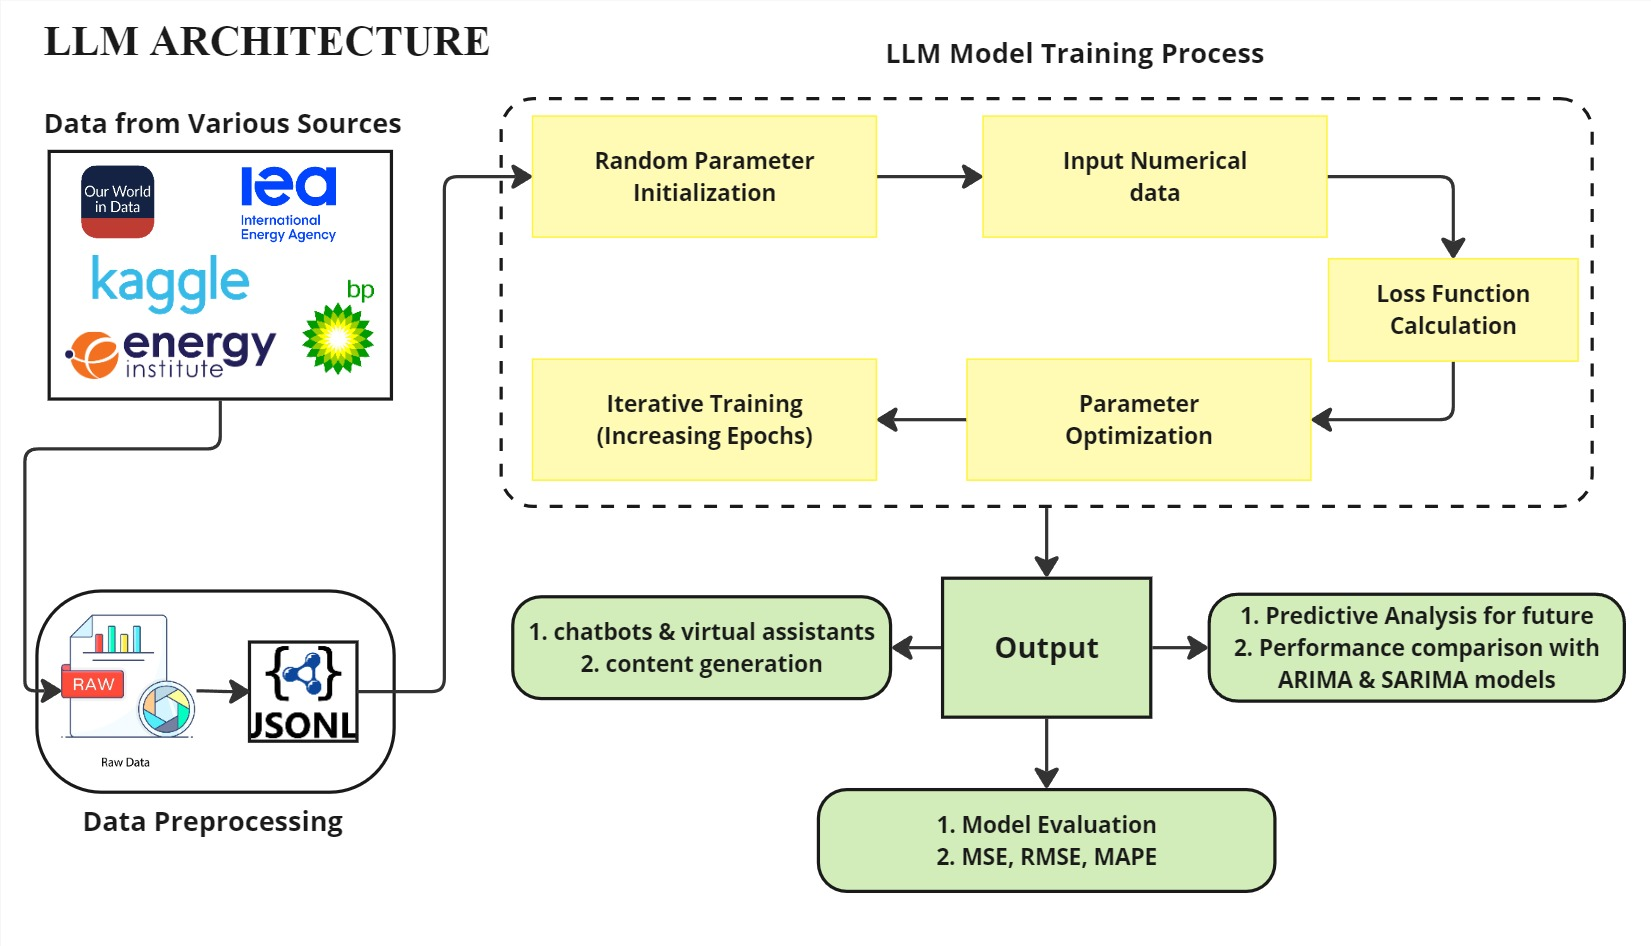 LLM ARCHITECTURE
LLM Model Training Process
Data from Various Sources
Our World
in Data
iea
International
Energy Agency
kaggle
bp
energy
institute
Random Parameter
Initialization
Input Numerical
data
Loss Function
Calculation
Parameter
Optimization
Iterative Training
(Increasing Epochs)
RAW
Raw Data
{ }
JSONL
Data Preprocessing
Output
1. chatbots & virtual assistants
2. content generation
1. Predictive Analysis for future
2. Performance comparison with
ARIMA & SARIMA models
1. Model Evaluation
2. MSE, RMSE, MAPE